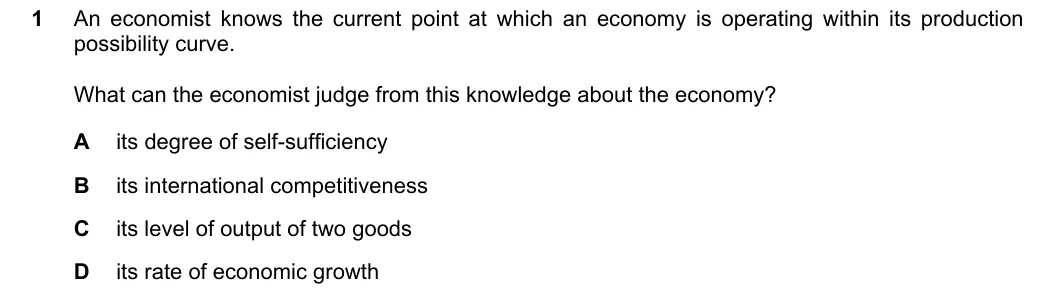 1 An economist knows the current point at which an economy is operating within its production
possibility curve.
What can the economist judge from this knowledge about the economy?
A its degree of self-sufficiency
B its international competitiveness
C its level of output of two goods
D its rate of economic growth